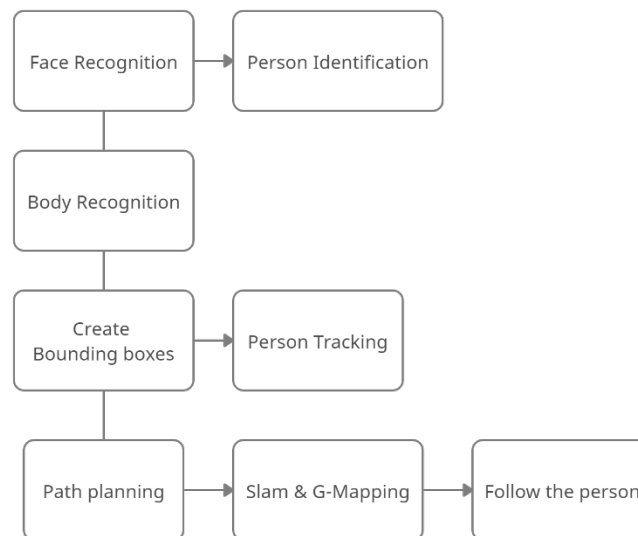 Face Recognition
Person Identification
Body Recognition
Create
Bounding boxes
Person Tracking
Path planning
Slam & G-Mapping
Follow the person